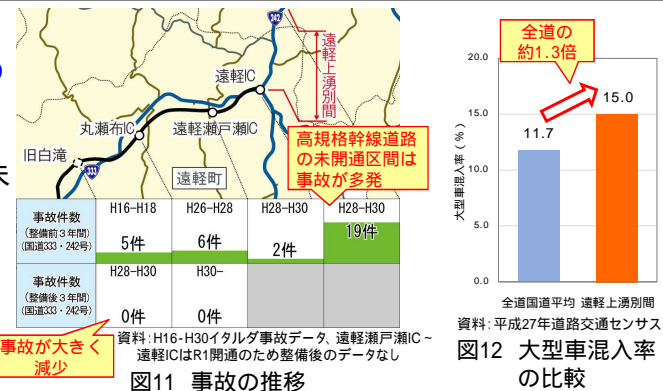 の
夫
242
遠軽上湧別間
遠軽IC
丸瀬布IC
遠軽瀬戸瀬IC
旧白滝
333
遠軽町
高規格幹線道路
の未開通区間は
事故が多発
事故件数
(整備前3年間)
(国道333・242号)
H16-H18 H26-H28 H28-H30 H28-H30
5件 6件 2件 19件
事故件数
(整備後3年間)
(国道333・242号)
H28-H30 H30-
0件 0件
事故が大きく
減少
資料:H16-H30イタルダ事故データ、遠軽瀬戸瀬IC~
遠軽ICはR1開通のため整備後のデータなし
図11 事故の推移
全道の
約1.3倍
大型車混入率(%)
20.0
15.0
10.0
5.0
0.0
11.7
15.0
全道国道平均 遠軽上湧別間
資料:平成27年道路交通センサス
図12 大型車混入率
の比較